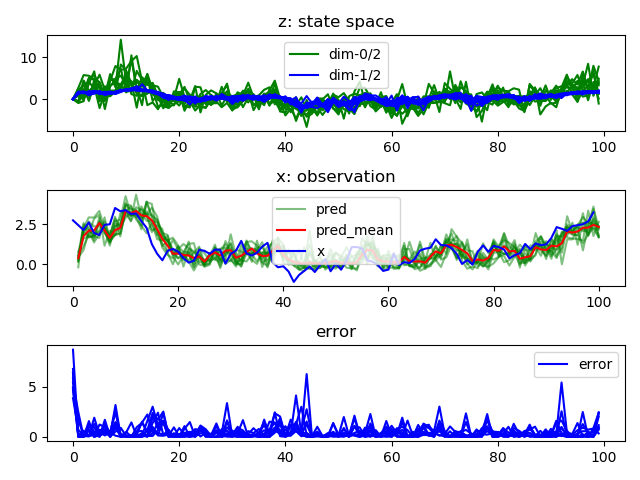 z: state space
10
0
dim-0/2
dim-1/2
0 20 40 60 80 100
x: observation
2.5
0.0
pred
pred_mean
x
0 20 40 60 80 100
error
5
0
error
0 20 40 60 80 100